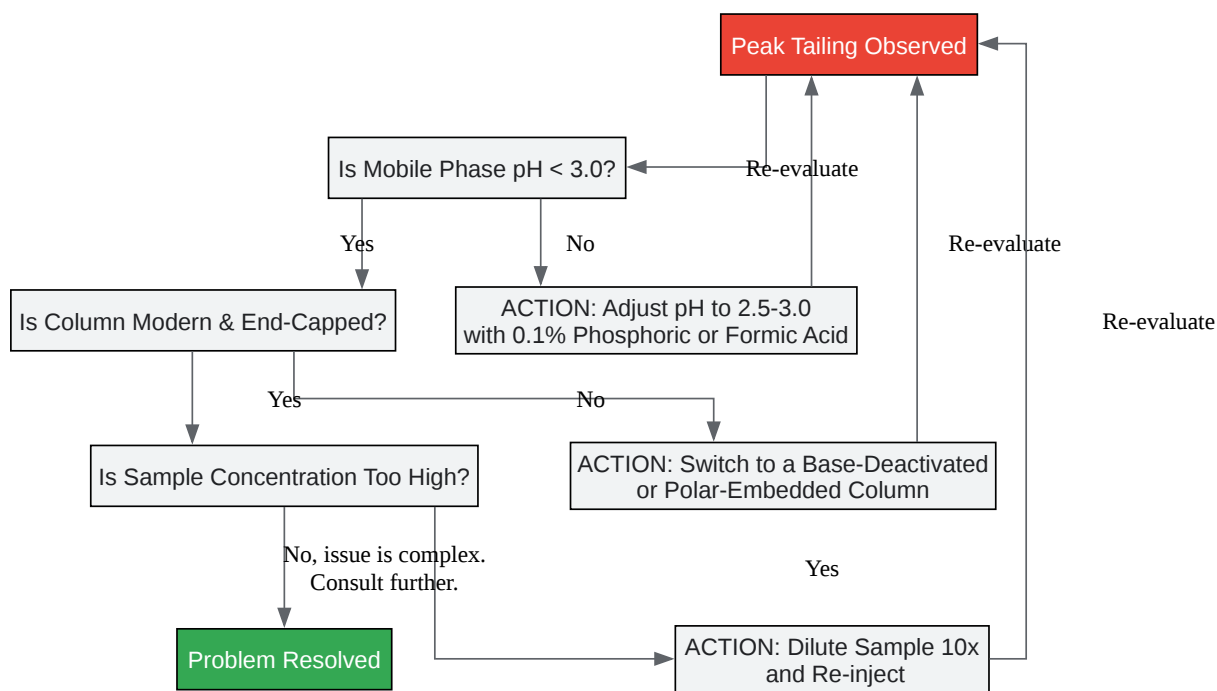 Peak Tailing Observed
Is Mobile Phase pH < 3.0?
Re-evaluate
Yes
No
Re-evaluate
Is Column Modern & End-Capped?
ACTION: Adjust pH to 2.5-3.0
with 0.1% Phosphoric or Formic Acid
Re-evaluate
Yes
No
Is Sample Concentration Too High?
ACTION: Switch to a Base-Deactivated
or Polar-Embedded Column
No, issue is complex.
Consult further.
Yes
Problem Resolved
ACTION: Dilute Sample 10x
and Re-inject